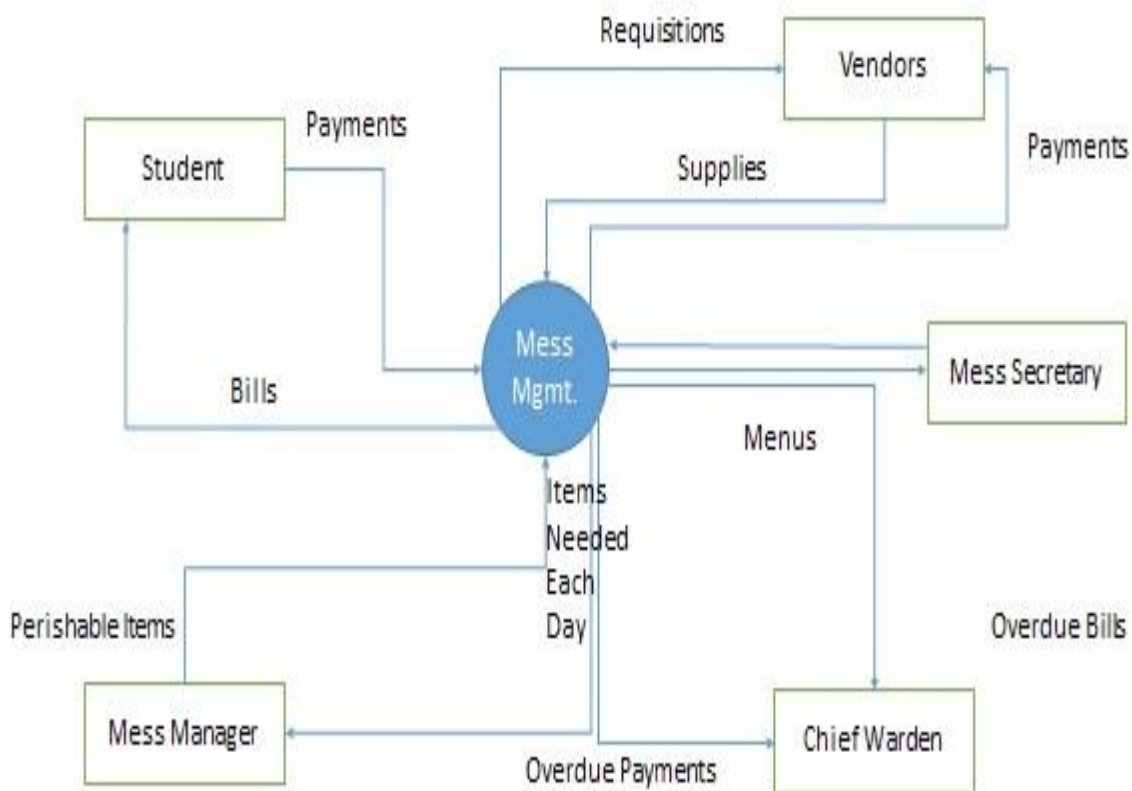 Requisitions
Vendors
Payments
Student
Payments
Supplies
Mess
Mgmt.
Mess Secretary
Bills
Menus
Items
Needed
Each
Day
Perishable Items
Overdue Bills
Mess Manager
Chief Warden
Overdue Payments